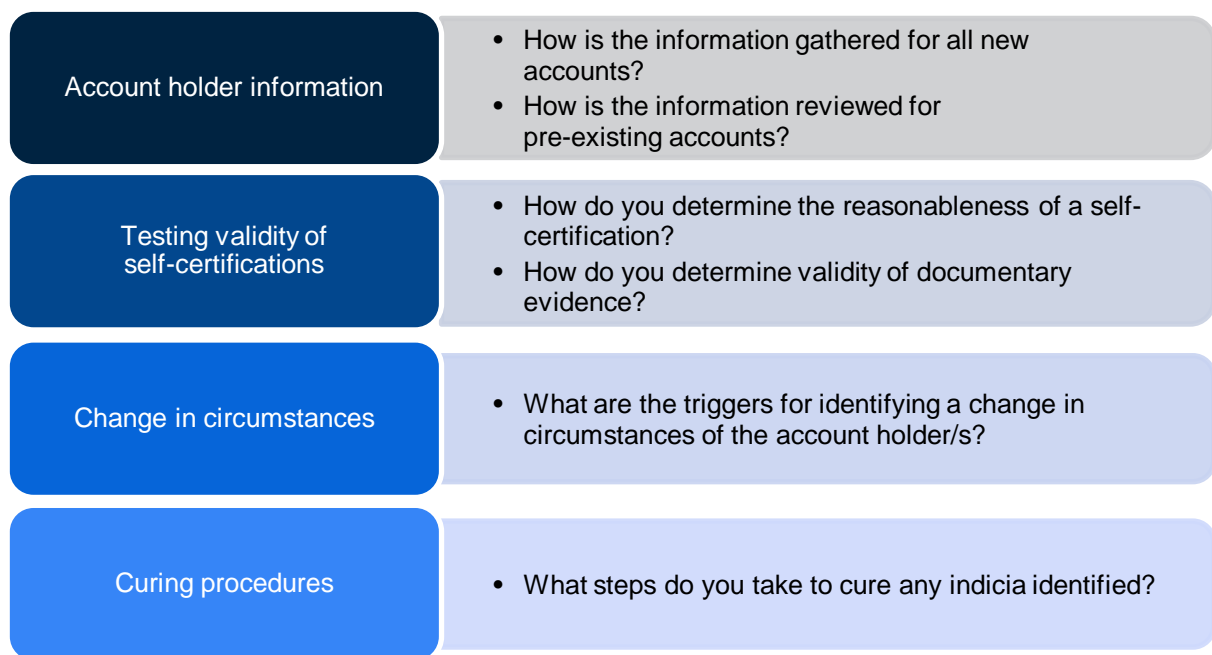 Account holder information
• How is the information gathered for all new
accounts?
• How is the information reviewed for
pre-existing accounts?
Testing validity of
self-certifications
• How do you determine the reasonableness of a self-
certification?
• How do you determine validity of documentary
evidence?
Change in circumstances
• What are the triggers for identifying a change in
circumstances of the account holder/s?
Curing procedures
• What steps do you take to cure any indicia identified?